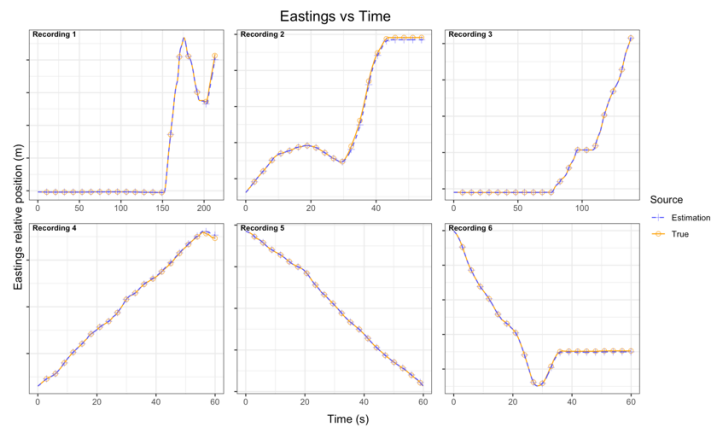 Eastings vs Time
Recording 1
Recording 2
Recording 3
Eastings relative position (m)
0 50 100 150 200
0 20 40
0 50 100
Source
Estimation
True
Recording 4
Recording 5
Recording 6
0 20 40 60
0 20 40 60
0 20 40 60
Time (s)